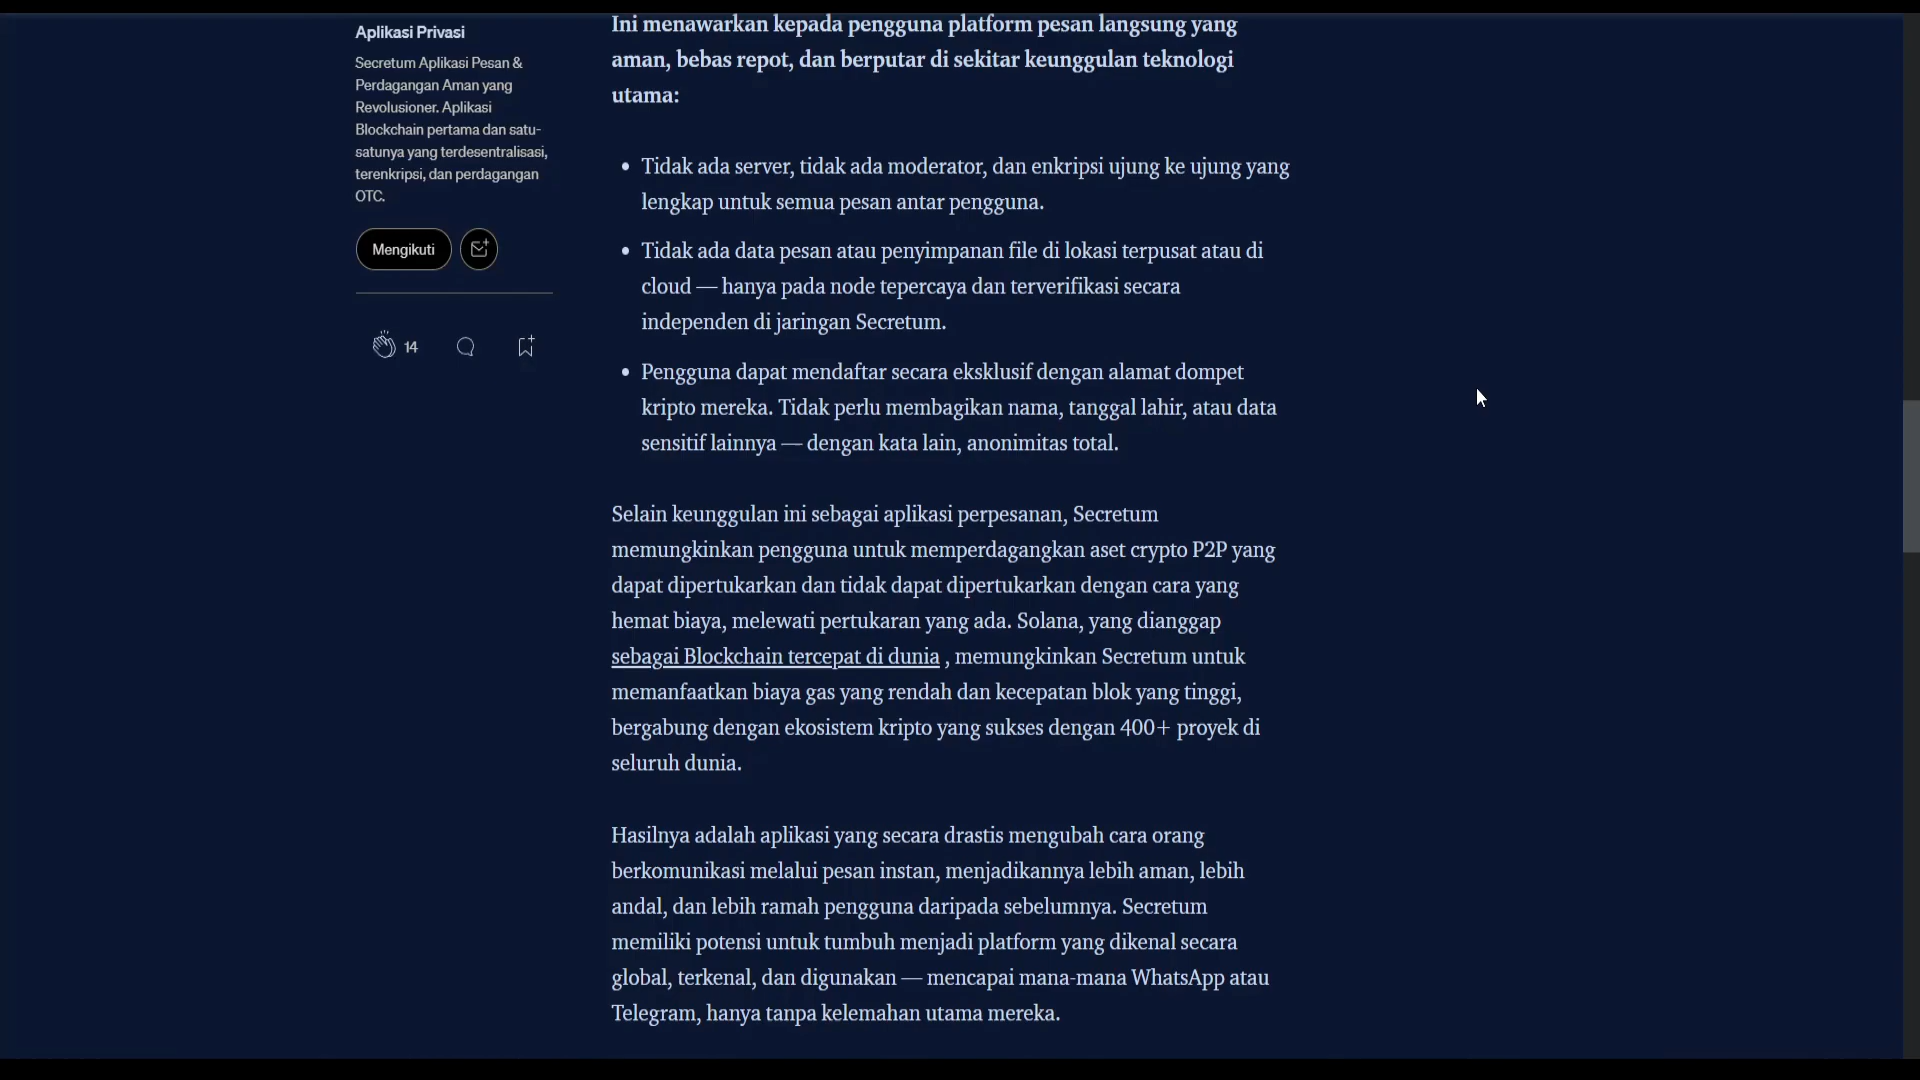 Aplikasi Privasi
Secretum Aplikasi Pesan &
Perdagangan Aman yang
Revolusioner. Aplikasi
Blockchain pertama dan satu-
satunya yang terdesentralisasi,
terenkripsi, dan perdagangan
OTC.
Mengikuti
14
Ini menawarkan kepada pengguna platform pesan langsung yang
aman, bebas repot, dan berputar di sekitar keunggulan teknologi
utama:
Tidak ada server, tidak ada moderator, dan enkripsi ujung ke ujung yang
lengkap untuk semua pesan antar pengguna.
Tidak ada data pesan atau penyimpanan file di lokasi terpusat atau di
cloud — hanya pada node tepercaya dan terverifikasi secara
independen di jaringan Secretum.
Pengguna dapat mendaftar secara eksklusif dengan alamat dompet
kripto mereka. Tidak perlu membagikan nama, tanggal lahir, atau data
sensitif lainnya — dengan kata lain, anonimitas total.
Selain keunggulan ini sebagai aplikasi perpesanan, Secretum
memungkinkan pengguna untuk memperdagangkan aset crypto P2P yang
dapat dipertukarkan dan tidak dapat dipertukarkan dengan cara yang
hemat biaya, melewati pertukaran yang ada. Solana, yang dianggap
sebagai Blockchain tercepat di dunia , memungkinkan Secretum untuk
memanfaatkan biaya gas yang rendah dan kecepatan blok yang tinggi,
bergabung dengan ekosistem kripto yang sukses dengan 400+ proyek di
seluruh dunia.
Hasilnya adalah aplikasi yang secara drastis mengubah cara orang
berkomunikasi melalui pesan instan, menjadikannya lebih aman, lebih
andal, dan lebih ramah pengguna daripada sebelumnya. Secretum
memiliki potensi untuk tumbuh menjadi platform yang dikenal secara
global, terkenal, dan digunakan — mencapai mana-mana WhatsApp atau
Telegram, hanya tanpa kelemahan utama mereka.